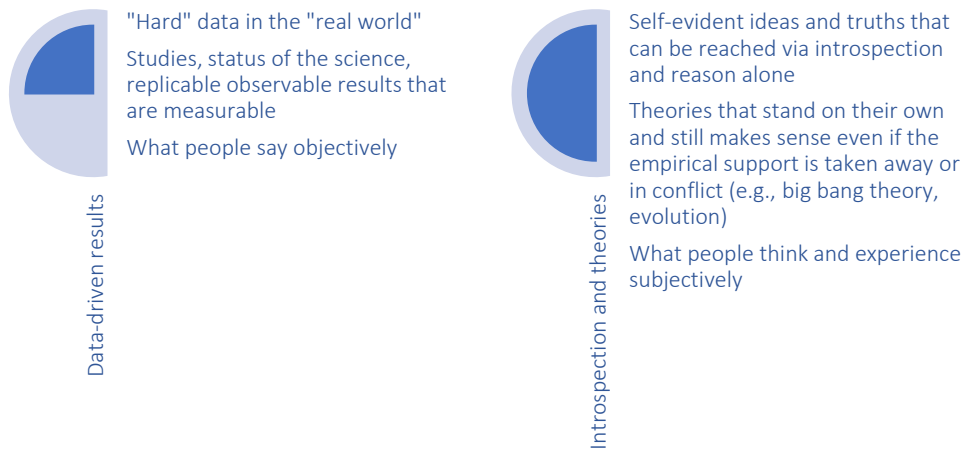 "Hard" data in the "real world"
Studies, status of the science,
replicable observable results that
are measurable
What people say objectively
Data-driven results
Self-evident ideas and truths that
can be reached via introspection
and reason alone
Theories that stand on their own
and still makes sense even if the
empirical support is taken away or
in conflict (e.g., big bang theory,
evolution)
What people think and experience
subjectively
Introspection and theories